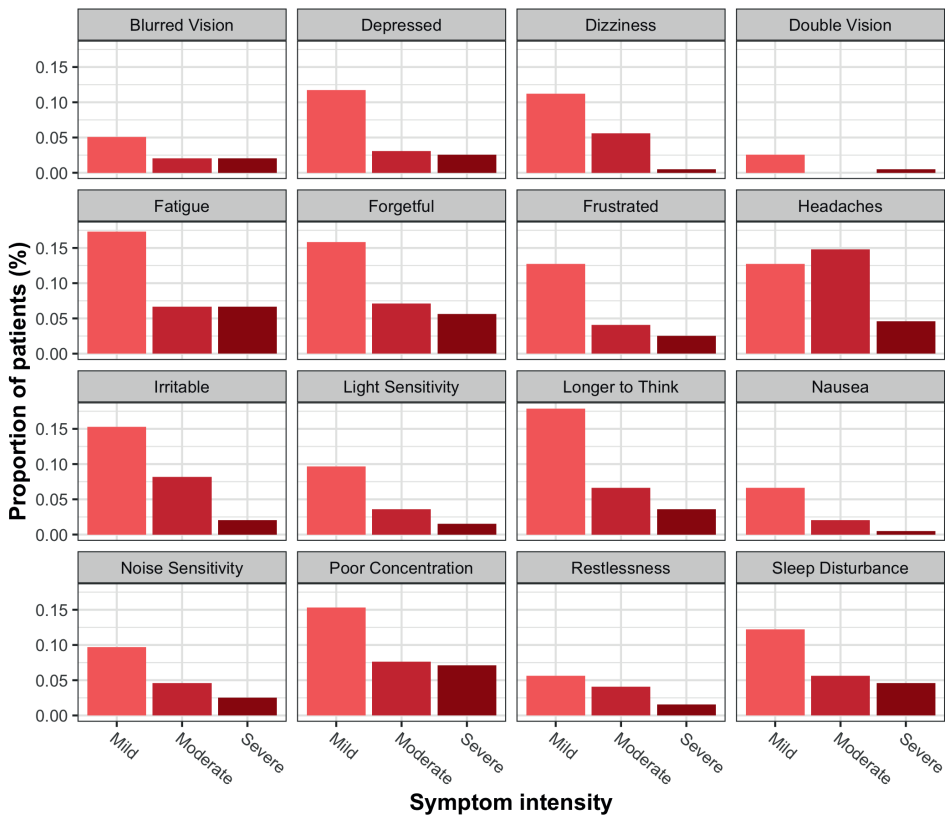 Blurred Vision Depressed Dizziness Double Vision
0.15
0.10
0.05
0.00
Fatigue Forgetful Frustrated Headaches
0.15
0.10
0.05
0.00
Irritable Light Sensitivity Longer to Think Nausea
0.15
0.10
0.05
0.00
Noise Sensitivity Poor Concentration Restlessness Sleep Disturbance
0.15
0.10
0.05
0.00
Mild Moderate Severe Mild Moderate Severe Mild Moderate Severe Mild Moderate Severe
Symptom intensity
Proportion of patients (%)